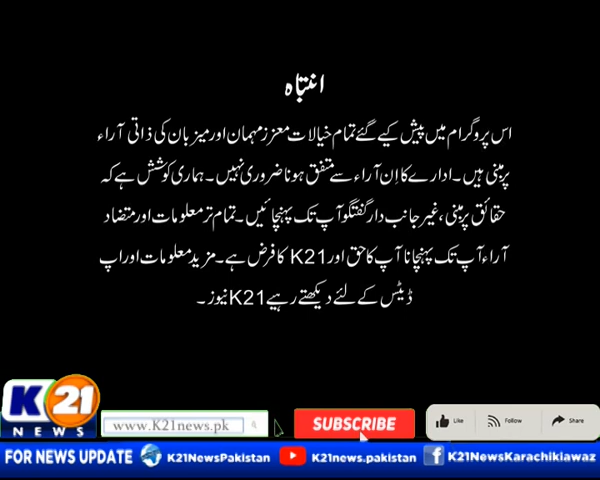 انتباہ
اس پروگرام میں پیش کیے گئے تمام خیالات معزز مہمان اور میزبان کی ذاتی آراء
پر مبنی ہیں۔ ادارے کا اِن آراء سے متفق ہونا ضروری نہیں۔ ہماری کوشش ہے کہ
حقائق پر مبنی، غیر جانب دار گفتگو آپ تک پہنچائیں۔ تمام تر معلومات اور متضاد
آراء آپ تک پہنچانا آپ کا حق اور K21 کا فرض ہے۔ مزید معلومات اور اپ
ڈیٹس کے لئے دیکھتے رہیے K21 نیوز۔
K21
NEWS
www.K21news.pk
SUBSCRIBE
Like
Follow
Share
FOR NEWS UPDATE
K21NewsPakistan
K21news.pakistan
K21NewsKarachikiawaz